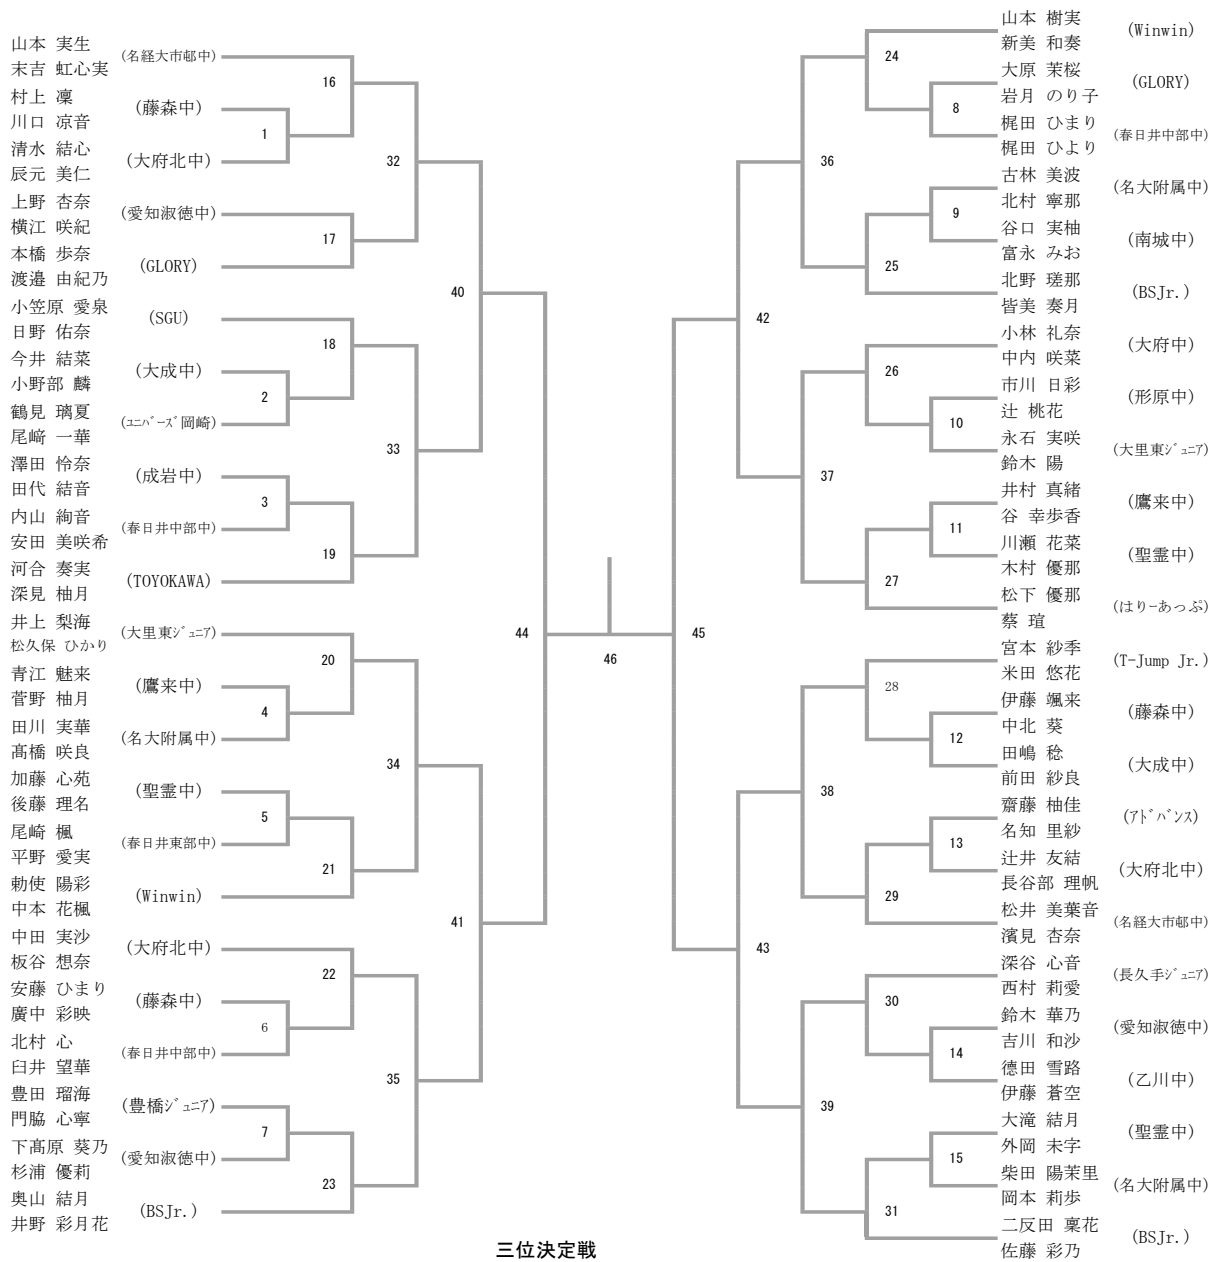 山本 実生
末吉 虹心実
(名経大市邨中)
村上 凜
川口 凉音
(藤森中)
清水 結心
辰元 美仁
(大府北中)
上野 杏奈
横江 咲紀
(愛知淑徳中)
本橋 歩奈
渡邉 由紀乃
(GLORY)
小笠原 愛泉
日野 佑奈
(SGU)
今井 結菜
小野部 麟
(大成中)
鶴見 璃夏
尾﨑 一華
(ユニバーズ岡崎)
澤田 怜奈
田代 結音
(成岩中)
内山 絢音
安田 美咲希
(春日井中部中)
河合 奏実
深見 柚月
(TOYOKAWA)
井上 梨海
松久保 ひかり
(大里東ジュニア)
青江 魅来
菅野 柚月
(鷹来中)
田川 実華
髙橋 咲良
(名大附属中)
加藤 心苑
後藤 理名
(聖霊中)
尾崎 楓
平野 愛実
(春日井東部中)
勅使 陽彩
中本 花楓
(Winwin)
中田 実沙
板谷 想奈
(大府北中)
安藤 ひまり
廣中 彩映
(藤森中)
北村 心
臼井 望華
(春日井中部中)
豊田 瑠海
門脇 心寧
(豊橋ジュニア)
下髙原 葵乃
杉浦 優莉
(愛知淑徳中)
奥山 結月
井野 彩月花
(BSJr.)
1
2
3
4
5
6
7
16
17
18
19
20
21
22
23
32
33
34
35
40
41
44
46
45
42
43
36
37
38
39
24
25
26
27
28
29
30
31
8
9
10
11
12
13
14
15
山本 樹実
新美 和奏
(Winwin)
大原 茉桜
岩月 のり子
(GLORY)
梶田 ひまり
梶田 ひより
(春日井中部中)
古林 美波
北村 寧那
(名大附属中)
谷口 実柚
富永 みお
(南城中)
北野 瑳那
皆美 奏月
(BSJr.)
小林 礼奈
中内 咲菜
(大府中)
市川 日彩
辻 桃花
(形原中)
永石 実咲
鈴木 陽
(大里東ジュニア)
井村 真緒
谷 幸歩香
(鷹来中)
川瀬 花菜
木村 優那
(聖霊中)
松下 優那
蔡 瑄
(はりーあっぷ)
宮本 紗季
米田 悠花
(T-Jump Jr.)
伊藤 颯来
中北 葵
(藤森中)
田嶋 稔
前田 紗良
(大成中)
齋藤 柚佳
名知 里紗
(アドバンス)
辻井 友結
長谷部 理帆
(大府北中)
松井 美葉音
濱見 杏奈
(名経大市邨中)
深谷 心音
西村 莉愛
(長久手ジュニア)
鈴木 華乃
吉川 和沙
(愛知淑徳中)
德田 雪路
伊藤 蒼空
(乙川中)
大滝 結月
外岡 未字
(聖霊中)
柴田 陽茉里
岡本 莉歩
(名大附属中)
二反田 稟花
佐藤 彩乃
(BSJr.)
三位決定戦